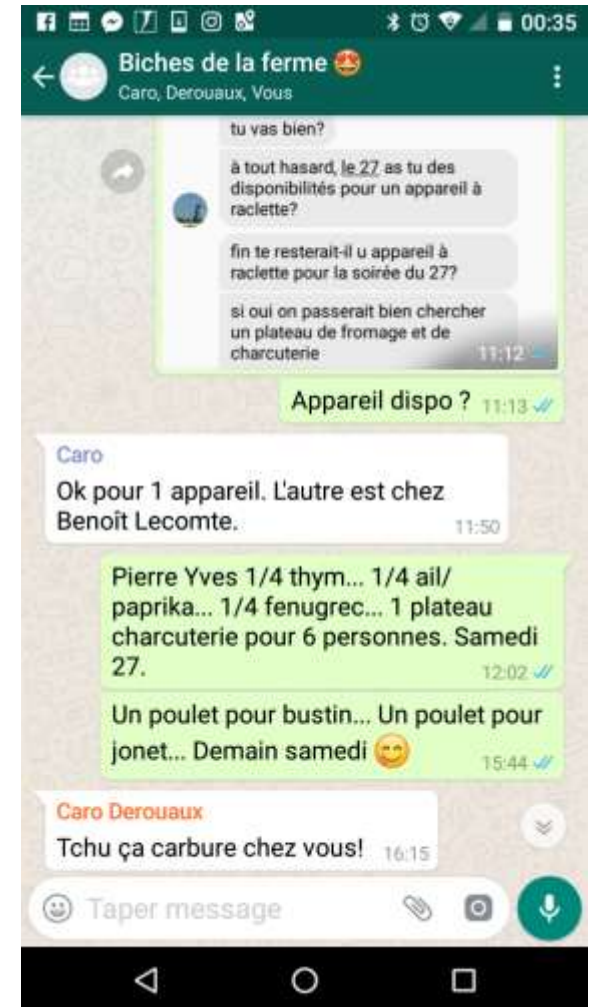 00:35
Biches de la ferme
Caro, Derouaux, Vous
tu vas bien?
à tout hasard, le 27 as tu des
disponibilités pour un appareil à
raclette?
fin te resterait-il u appareil à
raclette pour la soirée du 27?
si oui on passerait bien chercher
un plateau de fromage et de
charcuterie
11:12
Appareil dispo ? 11:13
Caro
Ok pour 1 appareil. L'autre est chez
Benoît Lecomte. 11:50
Pierre Yves 1/4 thym... 1/4 ail/
paprika... 1/4 fenugrec... 1 plateau
charcuterie pour 6 personnes. Samedi
27. 12:02
Un poulet pour bustin... Un poulet pour
jonet... Demain samedi 😋 15:44
Caro Derouaux
Tchu ça carbure chez vous! 16:15
Taper message